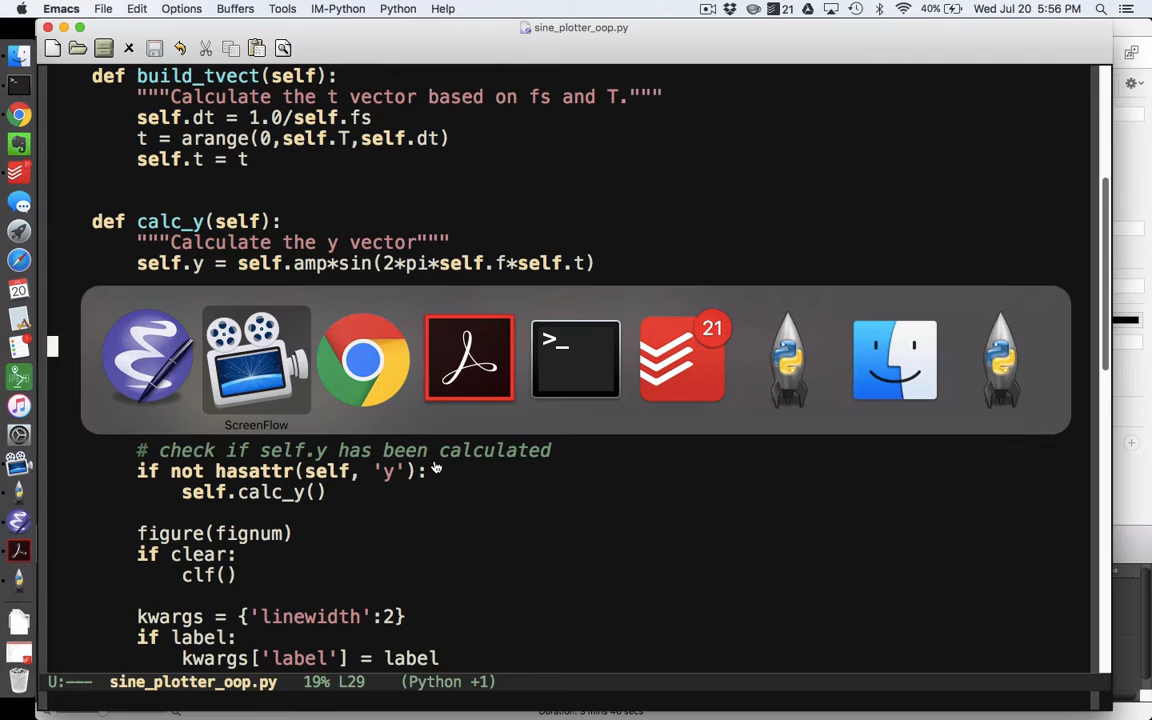 Emacs File Edit Options Buffers Tools IM-Python Python Help 21 40% Wed Jul 20 5:56 PM
sine_plotter_oop.py
def build_tvect(self):
"""Calculate the t vector based on fs and T."""
self.dt = 1.0/self.fs
t = arange(0,self.T,self.dt)
self.t = t
def calc_y(self):
"""Calculate the y vector"""
self.y = self.amp*sin(2*pi*self.f*self.t)
21
>_
ScreenFlow
# check if self.y has been calculated
if not hasattr(self, 'y'):
self.calc_y()
figure(fignum)
if clear:
clf()
kwargs = {'linewidth':2}
if label:
kwargs['label'] = label
U:--- sine_plotter_oop.py 19% L29 (Python +1)